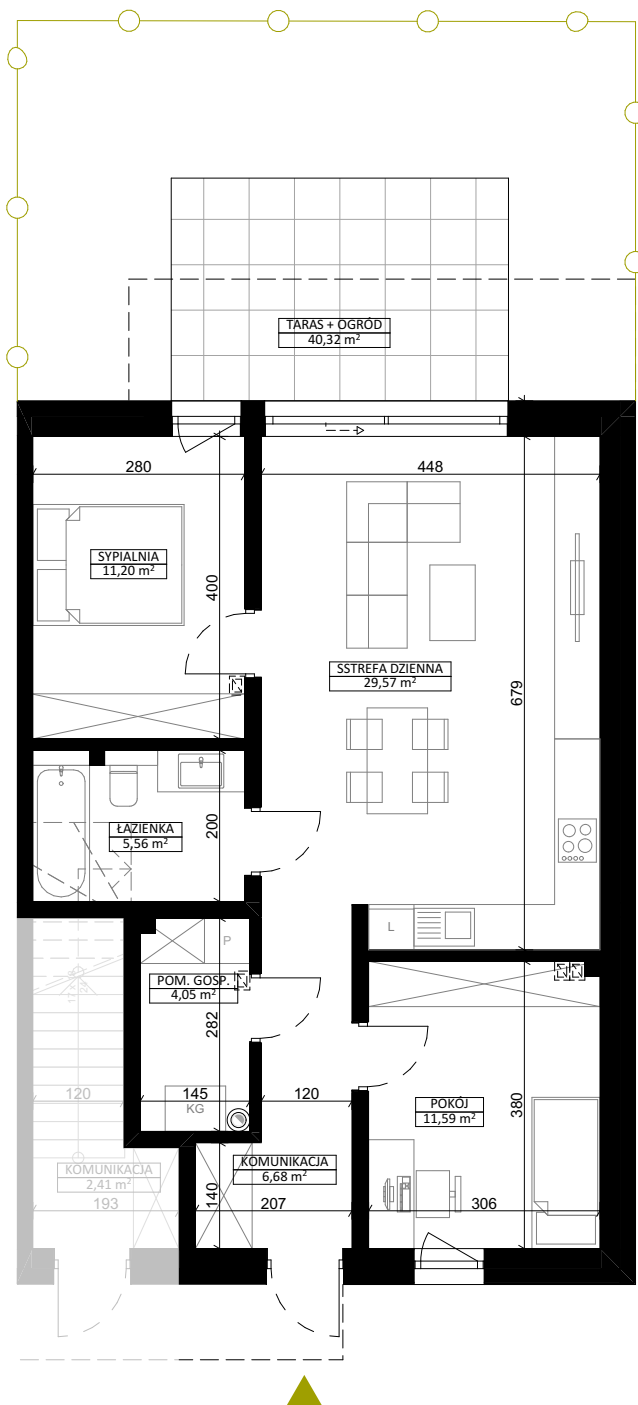 TARAS + OGRÓD
40,32 m²
280
448
SYPIALNIA
11,20 m²
400
SSTREFA DZIENNA
29,57 m²
679
ŁAZIENKA
5,56 m²
200
L
P
POM. GOSP.
4,05 m²
282
120
145
120
KG
POKÓJ
11,59 m²
380
KOMUNIKACJA
2,41 m²
KOMUNIKACJA
6,68 m²
140
193
207
306